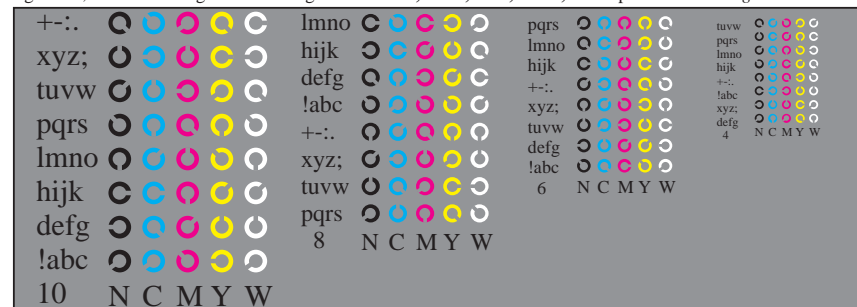 +-:.
xyz;
tuvw
pqrs
lmno
hijk
defg
!abc
10 N C M Y W
lmno
hijk
defg
!abc
+-:.
xyz;
tuvw
pqrs
8 N C M Y W
pqrs
lmno
hijk
+-:.
xyz;
tuvw
defg
!abc
6 N C M Y W
tuvw
pqrs
lmno
hijk
+-:.
!abc
xyz;
defg
4 N C M Y W